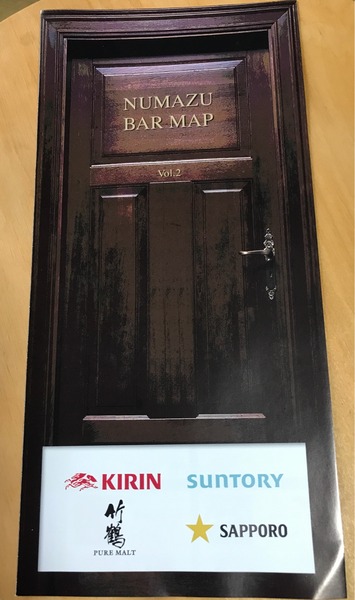 NUMAZU
BAR MAP
Vol.2
KIRIN
SUNTORY
竹鶴
PURE MALT
SAPPORO